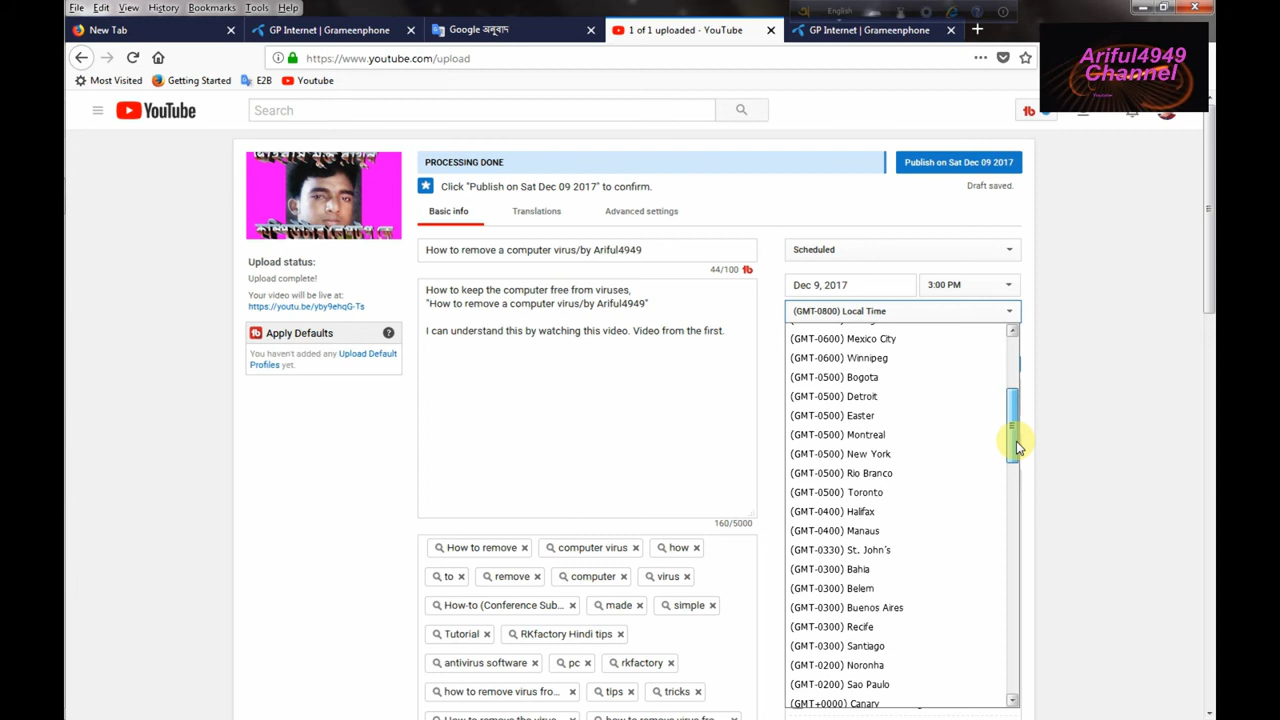 File Edit View History Bookmarks Tools Help
English
New Tab
GP Internet | Grameenphone
Google অনুবাদ
1 of 1 uploaded - YouTube
GP Internet | Grameenphone
https://www.youtube.com/upload
Most Visited Getting Started E2B Youtube
Ariful4949
Channel
YouTube
Search
PROCESSING DONE
Publish on Sat Dec 09 2017
Click "Publish on Sat Dec 09 2017" to confirm.
Draft saved.
Basic info Translations Advanced settings
Upload status:
Upload complete!
Your video will be live at:
https://youtu.be/yby9ehqG-Ts
Apply Defaults
You haven't added any Upload Default
Profiles yet.
How to remove a computer virus/by Ariful4949
44/100
How to keep the computer free from viruses,
"How to remove a computer virus/by Ariful4949"
I can understand this by watching this video. Video from the first.
160/5000
How to remove computer virus how
to remove computer virus
How-to (Conference Sub... made simple
Tutorial RKfactory Hindi tips
antivirus software pc rkfactory
how to remove virus fro... tips tricks
How to remove the virus how to remove virus fro...
Scheduled
Dec 9, 2017 3:00 PM
(GMT-0800) Local Time
(GMT-0600) Mexico City
(GMT-0600) Winnipeg
(GMT-0500) Bogota
(GMT-0500) Detroit
(GMT-0500) Easter
(GMT-0500) Montreal
(GMT-0500) New York
(GMT-0500) Rio Branco
(GMT-0500) Toronto
(GMT-0400) Halifax
(GMT-0400) Manaus
(GMT-0330) St. John's
(GMT-0300) Bahia
(GMT-0300) Belem
(GMT-0300) Buenos Aires
(GMT-0300) Recife
(GMT-0300) Santiago
(GMT-0200) Noronha
(GMT-0200) Sao Paulo
(GMT+0000) Canary